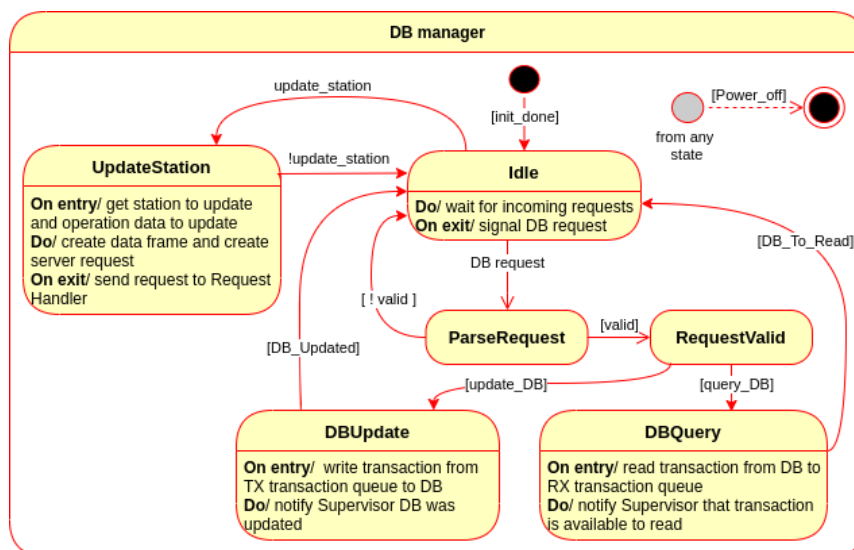 DB manager
update_station
[init_done]
[Power_off]
from any
state
UpdateStation
On entry/ get station to update
and operation data to update
Do/ create data frame and create
server request
On exit/ send request to Request
Handler
!update_station
Idle
Do/ wait for incoming requests
On exit/ signal DB request
[DB_To_Read]
DB request
[ ! valid ]
ParseRequest
[valid]
RequestValid
[DB_Updated]
[update_DB]
[query_DB]
DBUpdate
On entry/ write transaction from
TX transaction queue to DB
Do/ notify Supervisor DB was
updated
DBQuery
On entry/ read transaction from DB to
RX transaction queue
Do/ notify Supervisor that transaction
is available to read